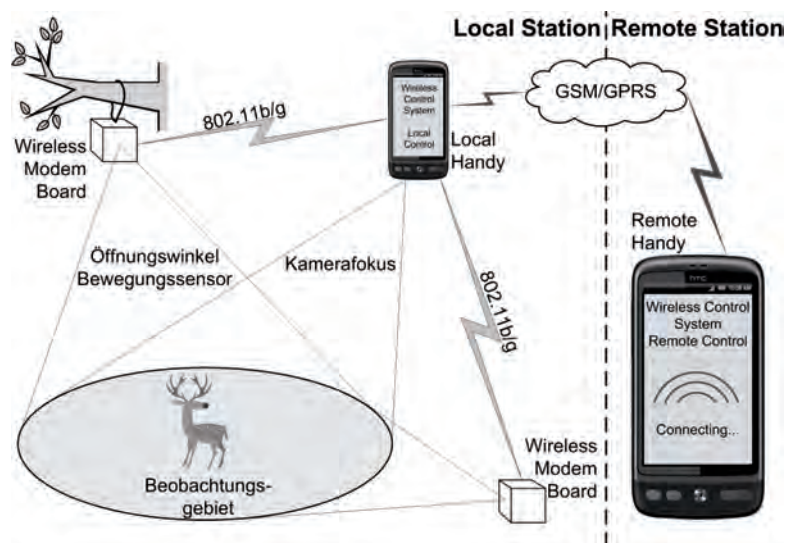 Local Station
Remote Station
802.11b/g
Wireless
Control
System
Local
Control
GSM/GPRS
Wireless
Modem
Board
Local
Handy
Öffnungswinkel
Bewegungssensor
Kamerafokus
802.11b/g
Remote
Handy
htc
Wireless Control
System
Remote Control
Connecting...
Beobachtungs-
gebiet
Wireless
Modem
Board